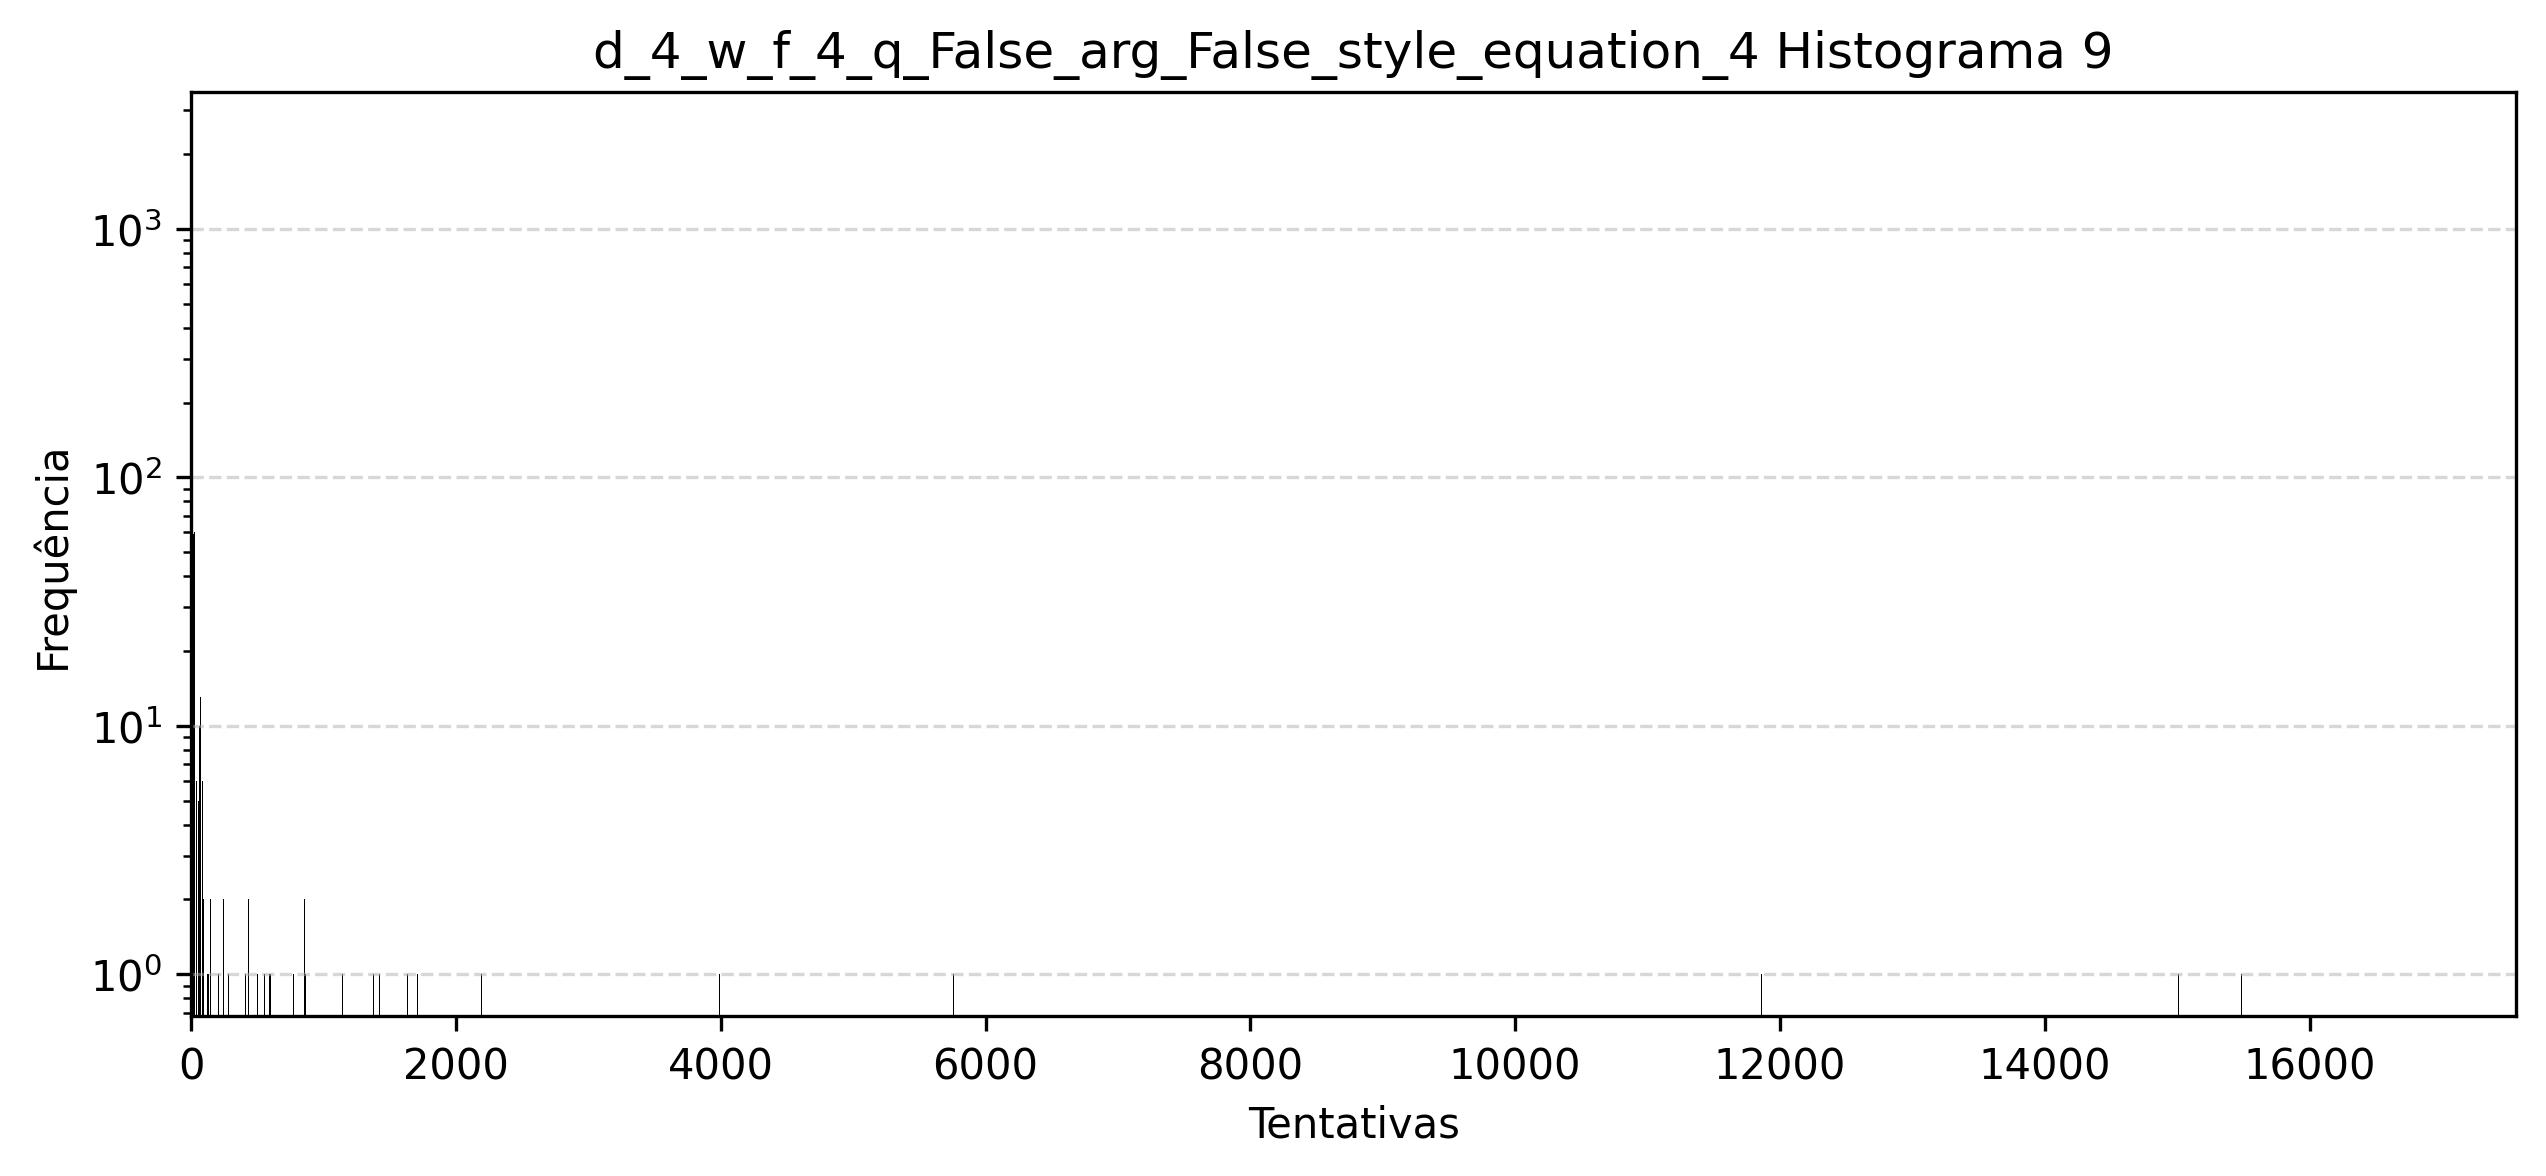 d_4_w_f_4_q_False_arg_False_style_equation_4 Histograma 9
Frequência
10³
10²
10¹
10⁰
0 2000 4000 6000 8000 10000 12000 14000 16000
Tentativas